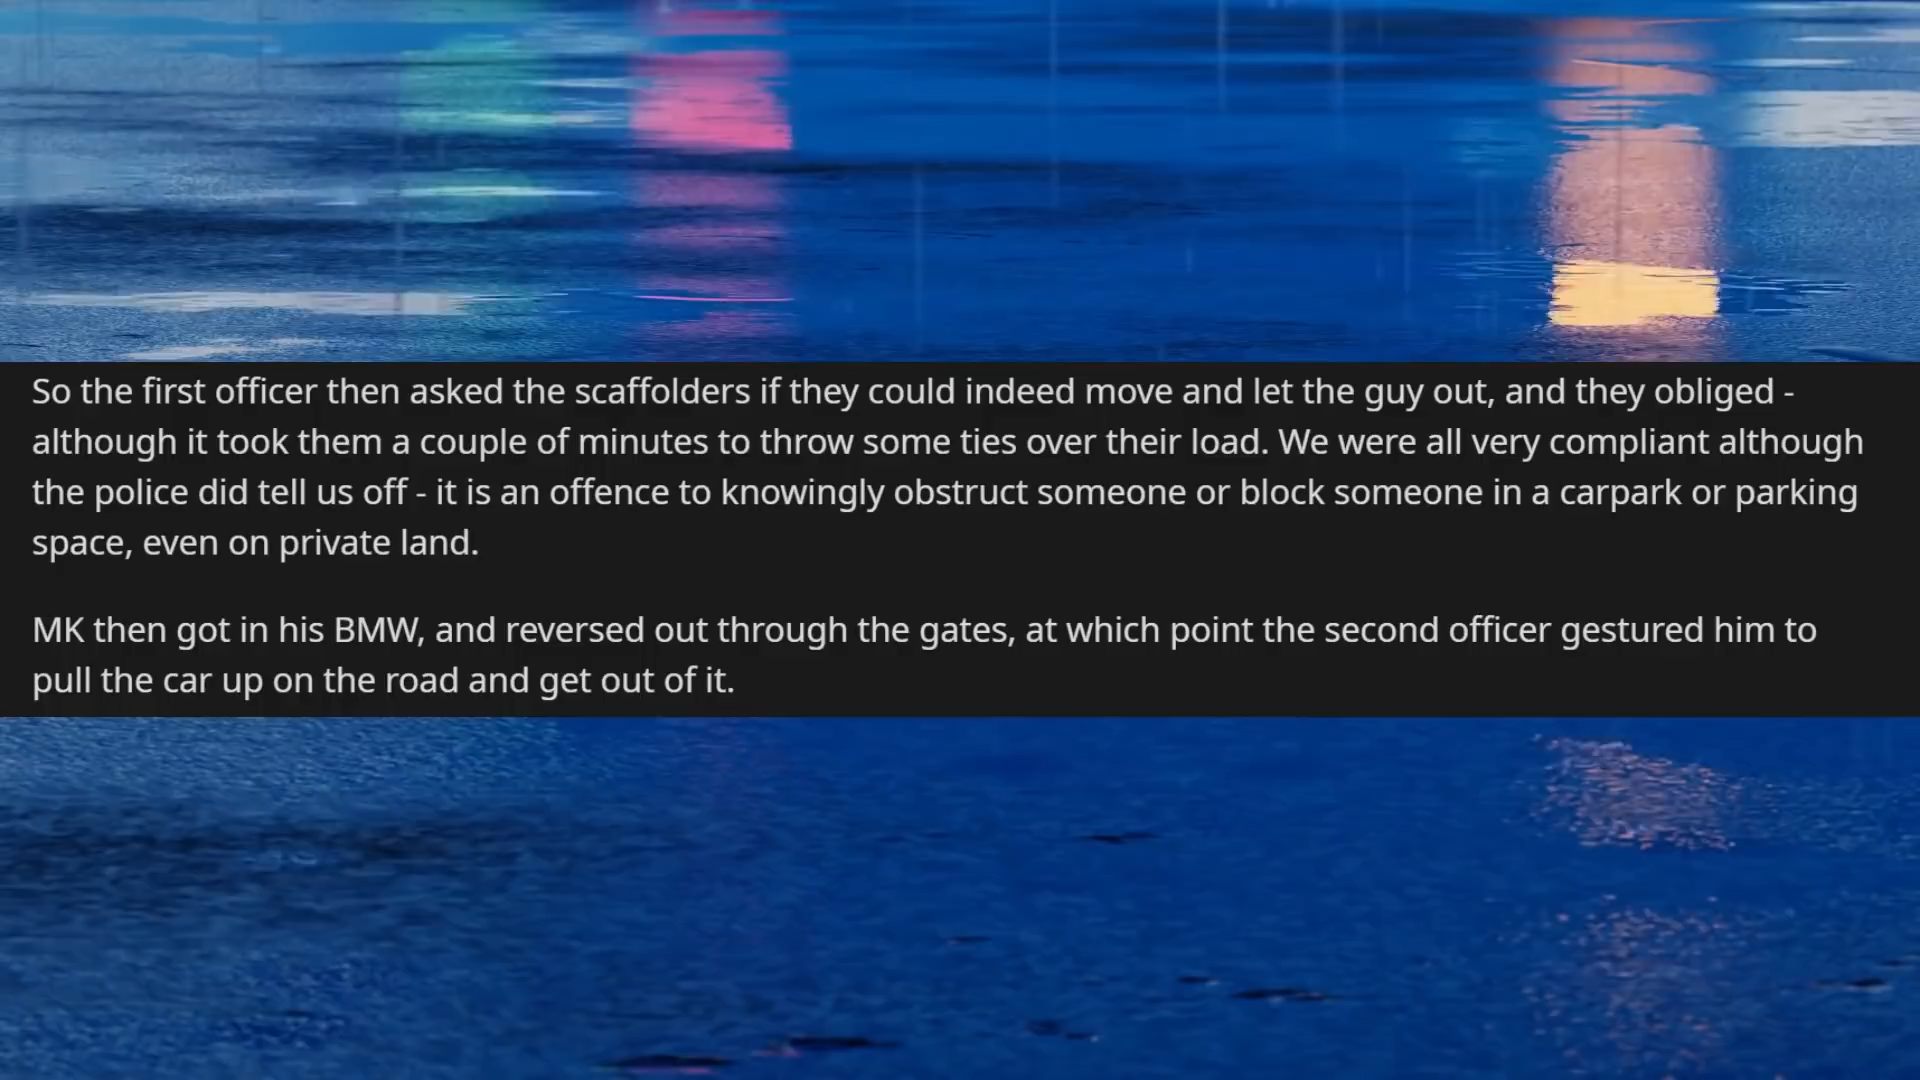 So the first officer then asked the scaffolders if they could indeed move and let the guy out, and they obliged -
although it took them a couple of minutes to throw some ties over their load. We were all very compliant although
the police did tell us off - it is an offence to knowingly obstruct someone or block someone in a carpark or parking
space, even on private land.
MK then got in his BMW, and reversed out through the gates, at which point the second officer gestured him to
pull the car up on the road and get out of it.